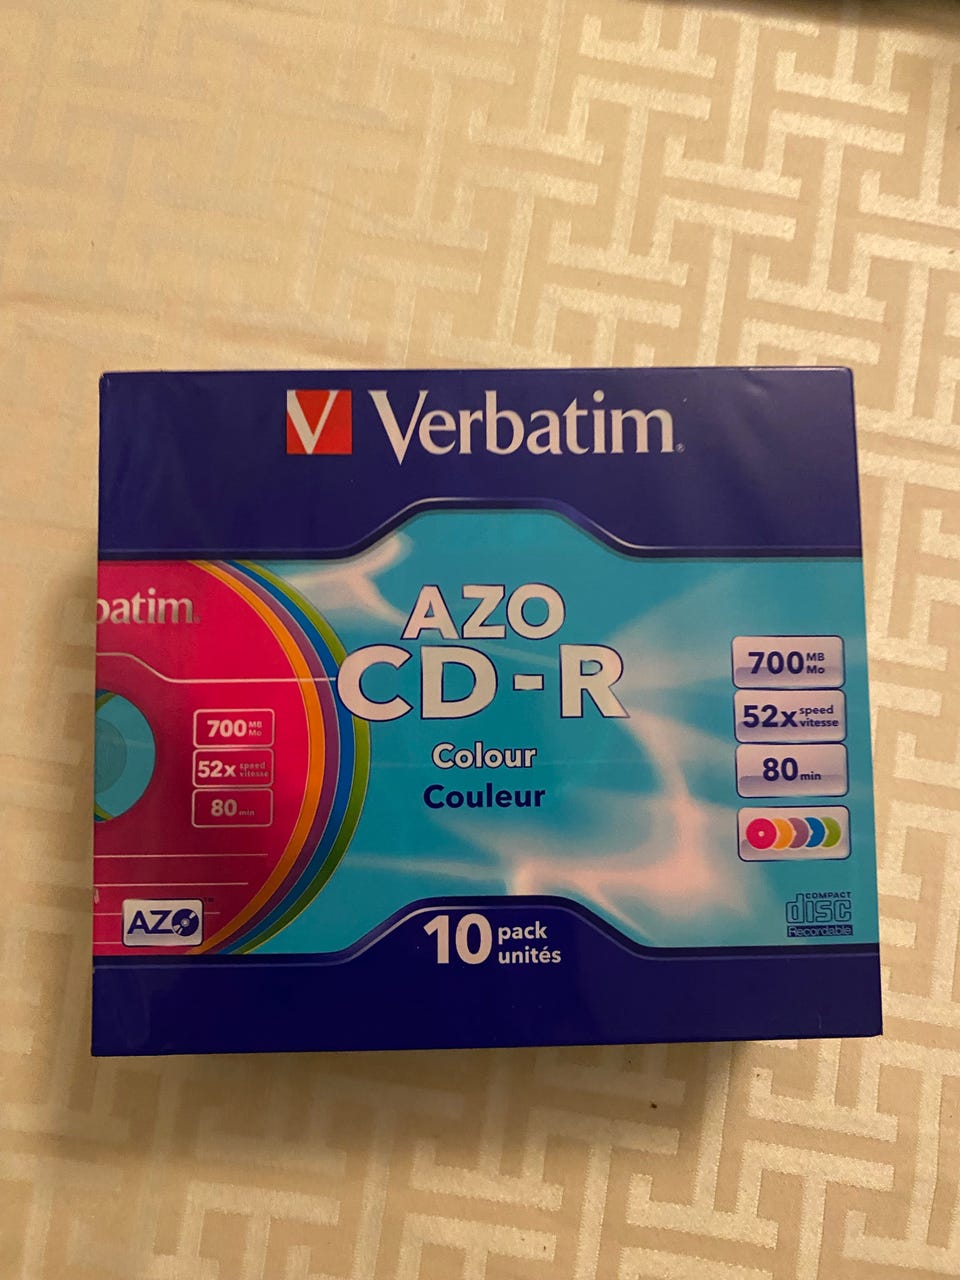 V Verbatim®
AZO
CD-R
Colour
Couleur
700 MB Mo
52x speed vitesse
80 min
batim.
700 MB Mo
52x speed vitesse
80 min
AZO™
10 pack unités
COMPACT
disc
Recordable